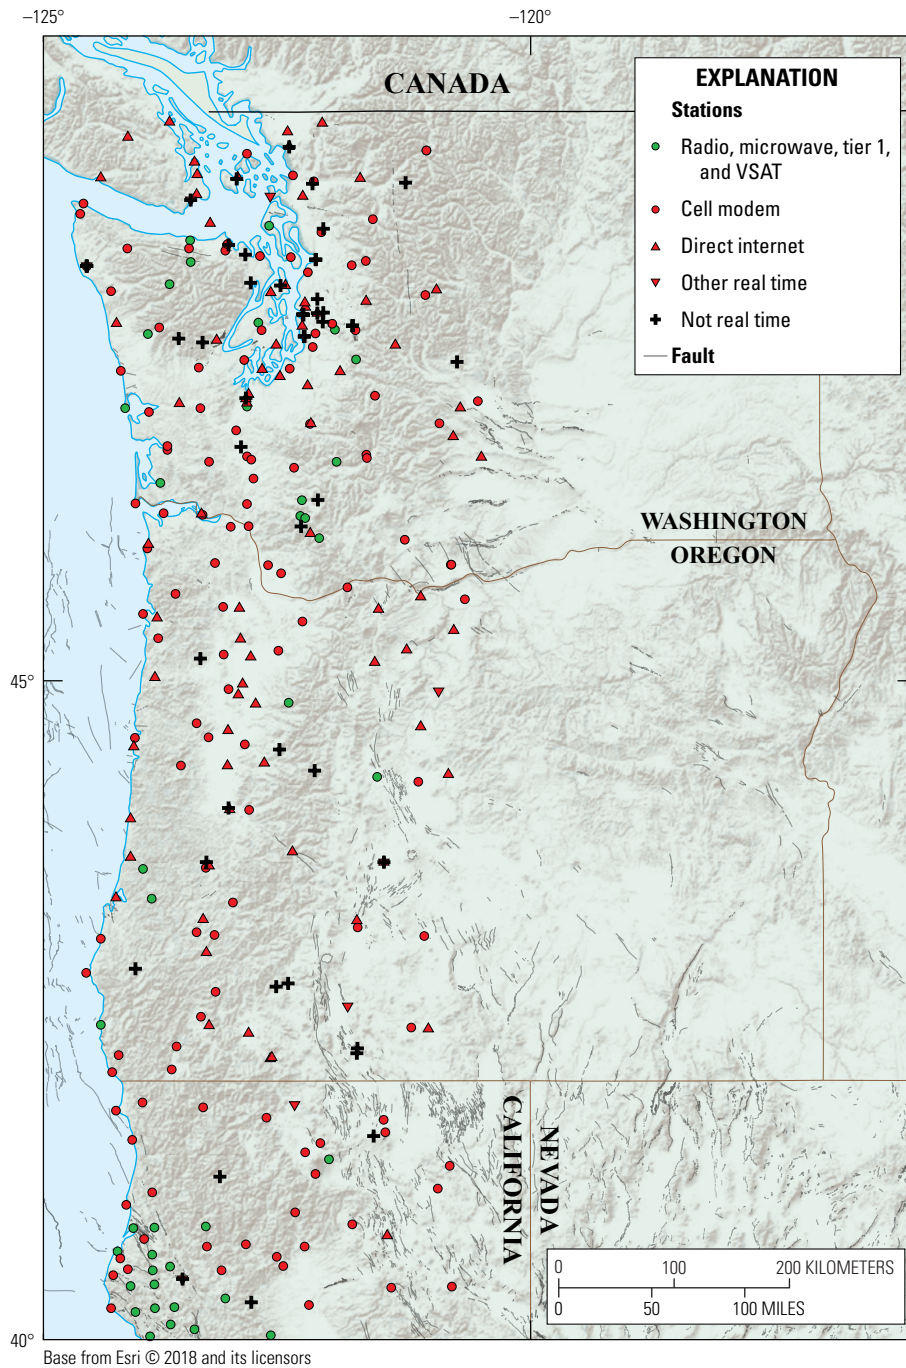 –125°
–120°
CANADA
EXPLANATION
Stations
Radio, microwave, tier 1,
and VSAT
Cell modem
Direct internet
Other real time
Not real time
Fault
WASHINGTON
OREGON
45°
CALIFORNIA
NEVADA
0 100 200 KILOMETERS
0 50 100 MILES
40°
Base from Esri © 2018 and its licensors